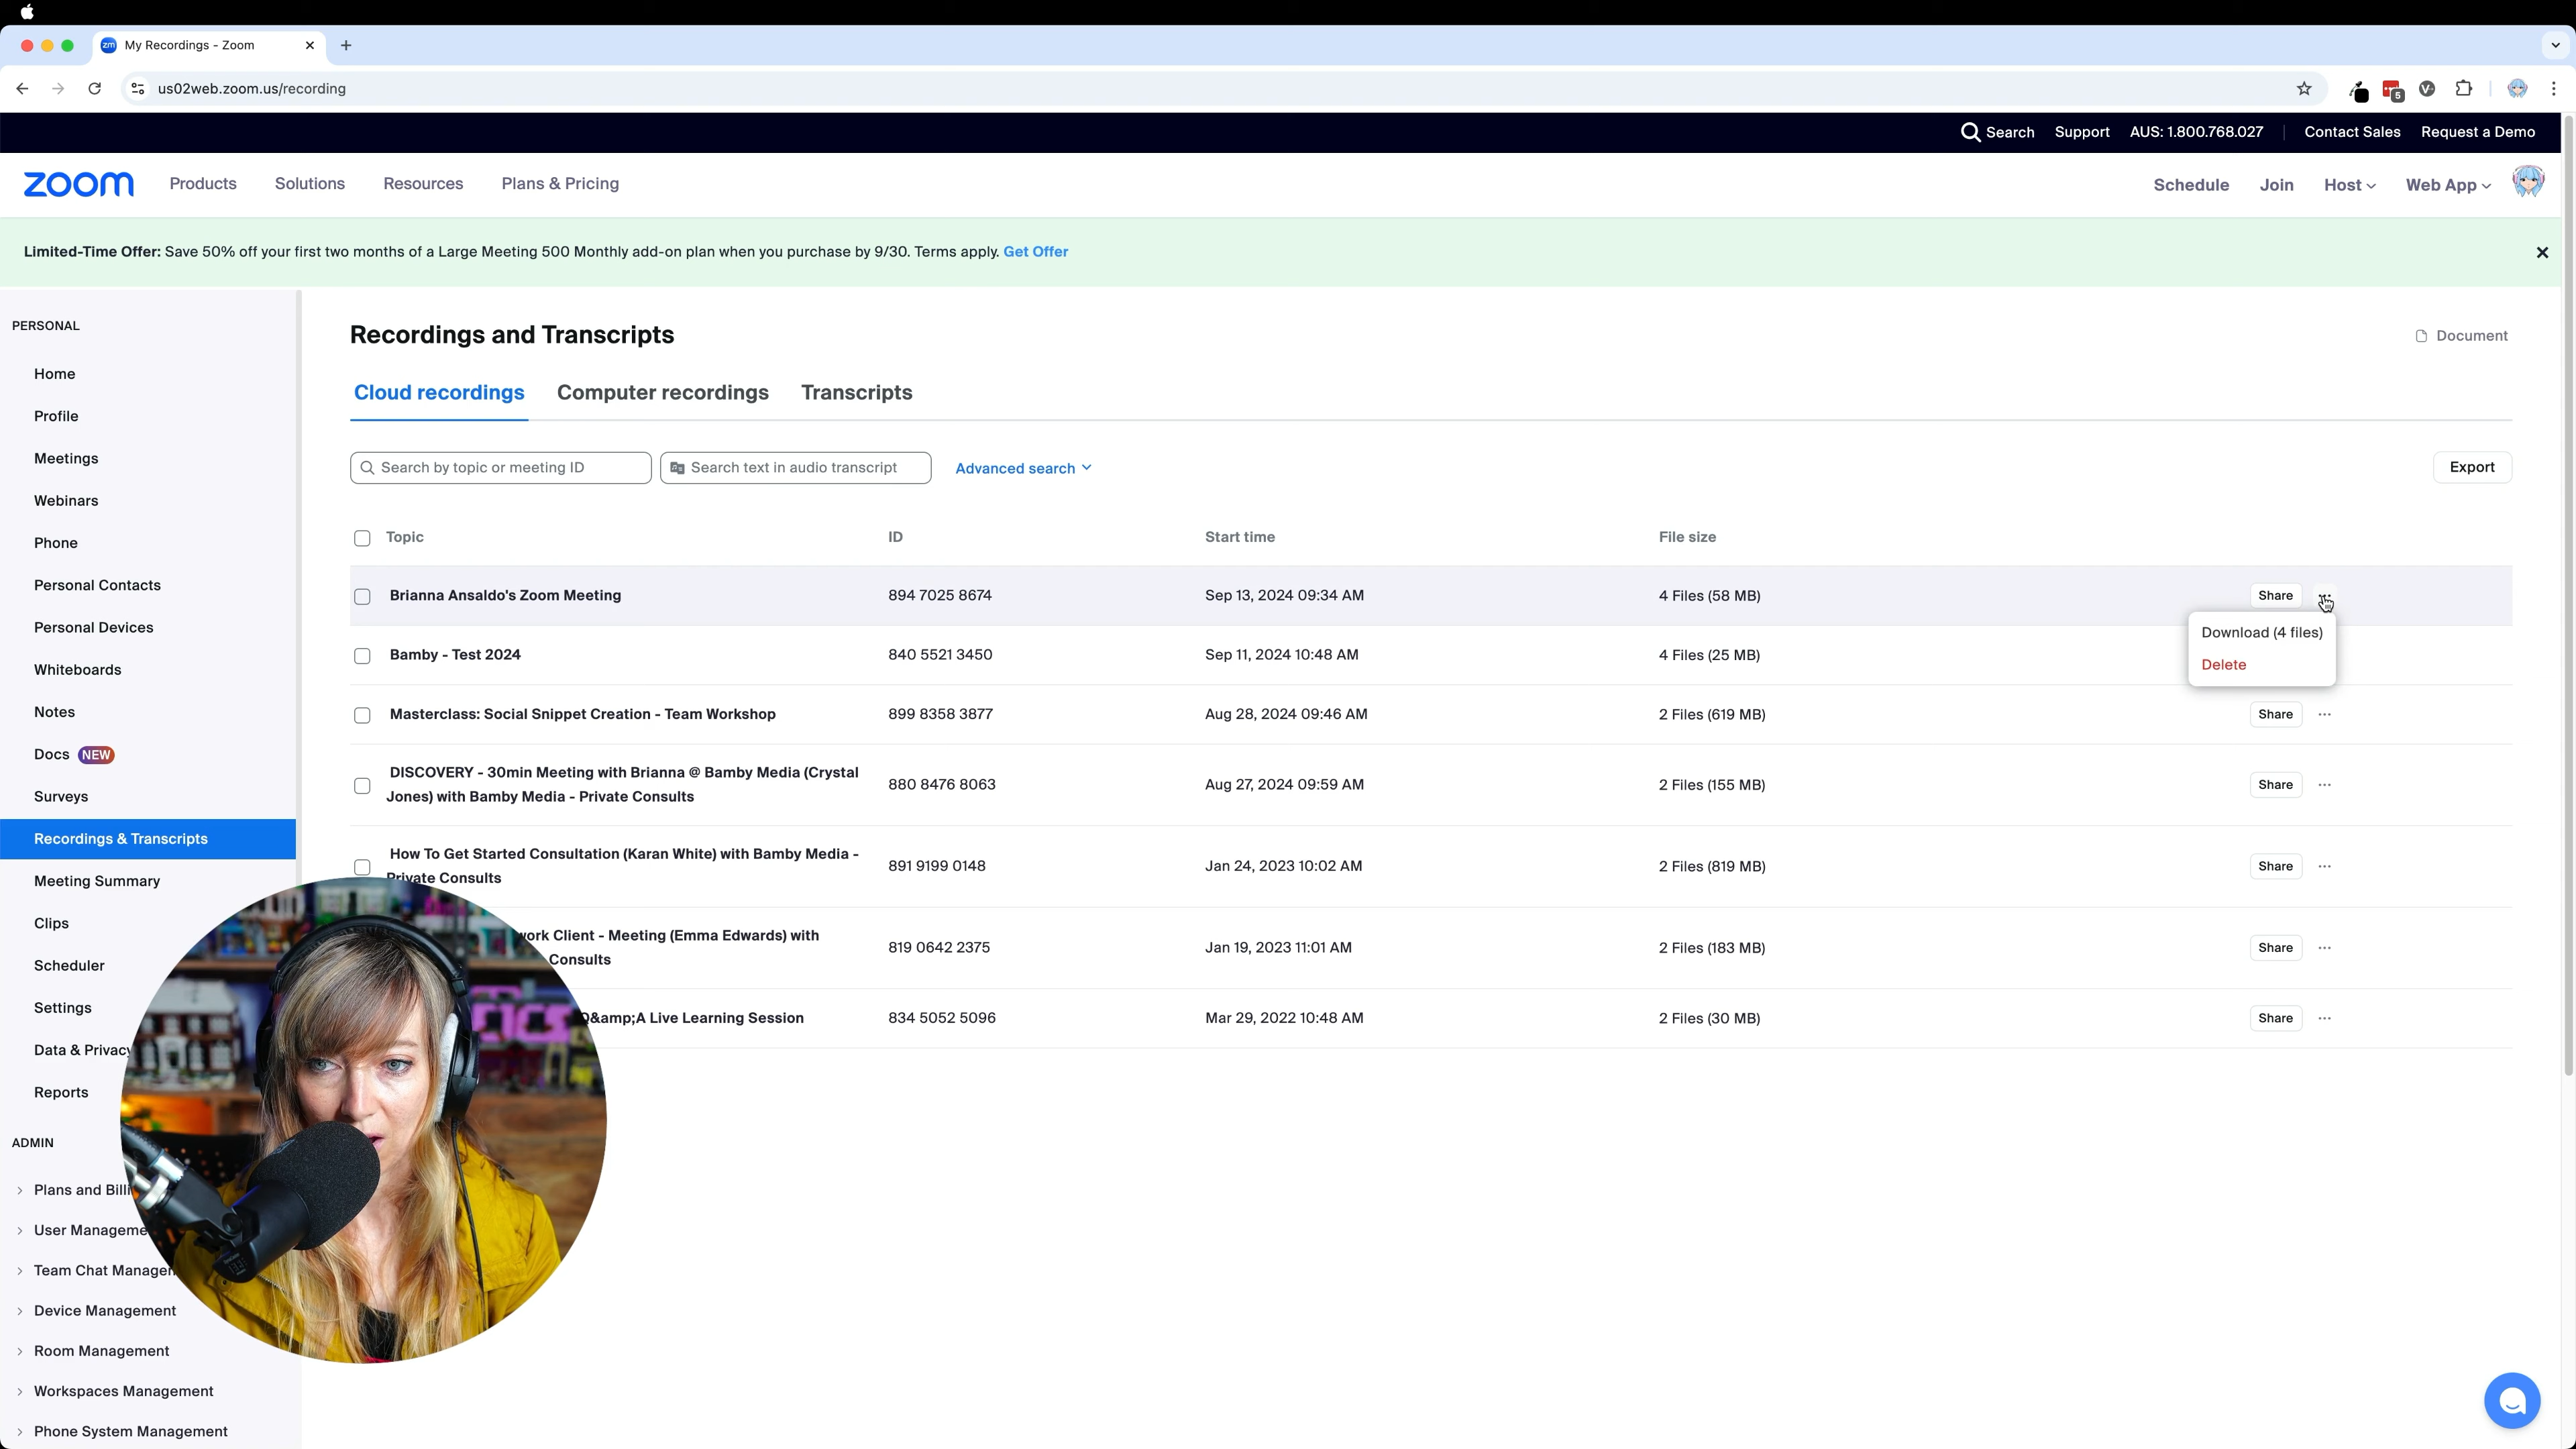 My Recordings - Zoom
us02web.zoom.us/recording
5
Search Support AUS: 1.800.768.027 Contact Sales Request a Demo
zoom Products Solutions Resources Plans & Pricing Schedule Join Host Web App
Limited-Time Offer: Save 50% off your first two months of a Large Meeting 500 Monthly add-on plan when you purchase by 9/30. Terms apply. Get Offer
PERSONAL
Home
Profile
Meetings
Webinars
Phone
Personal Contacts
Personal Devices
Whiteboards
Notes
Docs NEW
Surveys
Recordings & Transcripts
Meeting Summary
Clips
Scheduler
Settings
Data & Privacy
Reports
ADMIN
Plans and Billi
User Manageme
Team Chat Managen
Device Management
Room Management
Workspaces Management
Phone System Management
Recordings and Transcripts
Document
Cloud recordings Computer recordings Transcripts
Search by topic or meeting ID Search text in audio transcript Advanced search Export
Topic ID Start time File size
Brianna Ansaldo's Zoom Meeting 894 7025 8674 Sep 13, 2024 09:34 AM 4 Files (58 MB) Share
Download (4 files)
Delete
Bamby - Test 2024 840 5521 3450 Sep 11, 2024 10:48 AM 4 Files (25 MB)
Masterclass: Social Snippet Creation - Team Workshop 899 8358 3877 Aug 28, 2024 09:46 AM 2 Files (619 MB) Share
DISCOVERY - 30min Meeting with Brianna @ Bamby Media (Crystal
Jones) with Bamby Media - Private Consults 880 8476 8063 Aug 27, 2024 09:59 AM 2 Files (155 MB) Share
How To Get Started Consultation (Karan White) with Bamby Media -
Private Consults 891 9199 0148 Jan 24, 2023 10:02 AM 2 Files (819 MB) Share
work Client - Meeting (Emma Edwards) with
Consults 819 0642 2375 Jan 19, 2023 11:01 AM 2 Files (183 MB) Share
Q&amp;A Live Learning Session 834 5052 5096 Mar 29, 2022 10:48 AM 2 Files (30 MB) Share